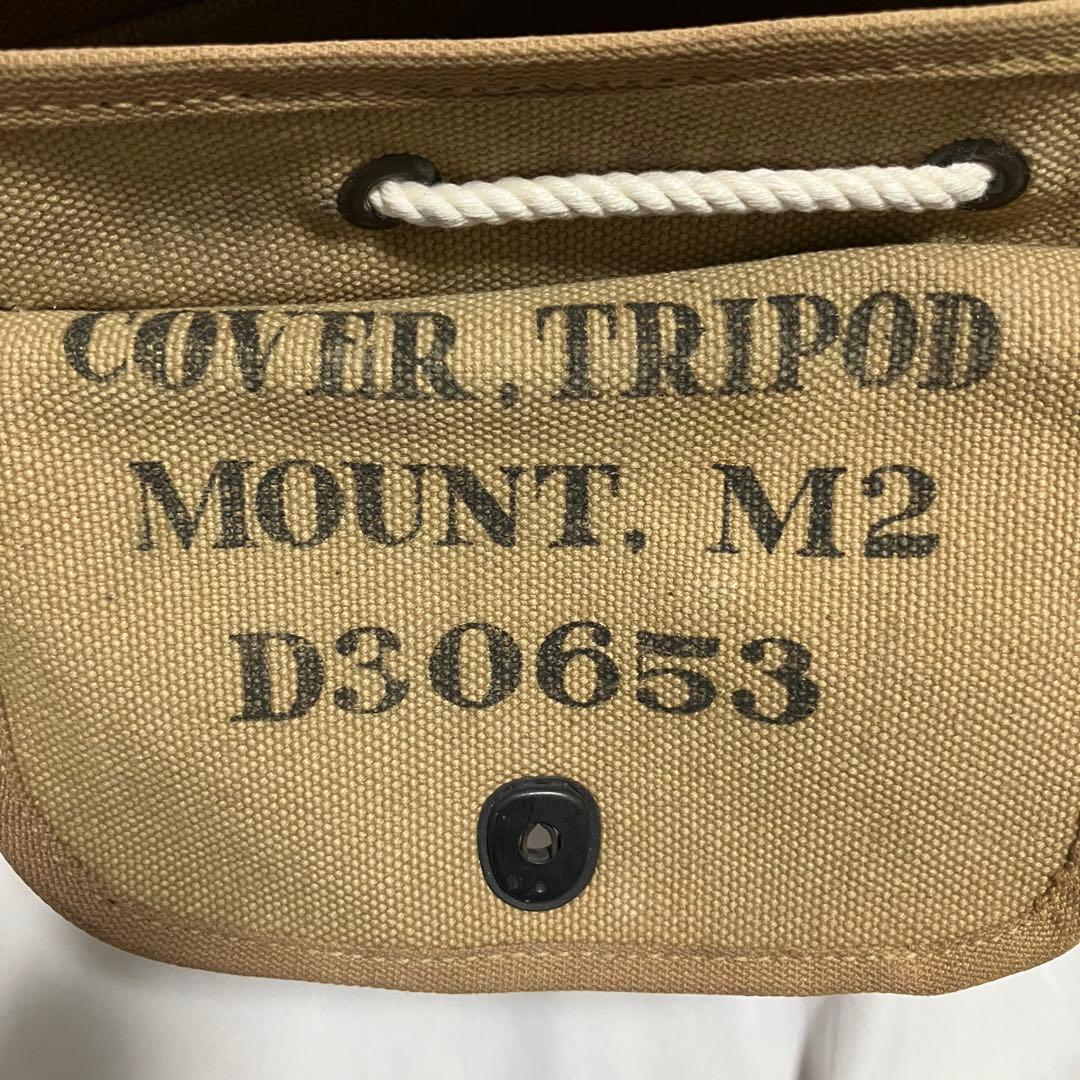 COVER, TRIPOD
MOUNT, M2
D30653